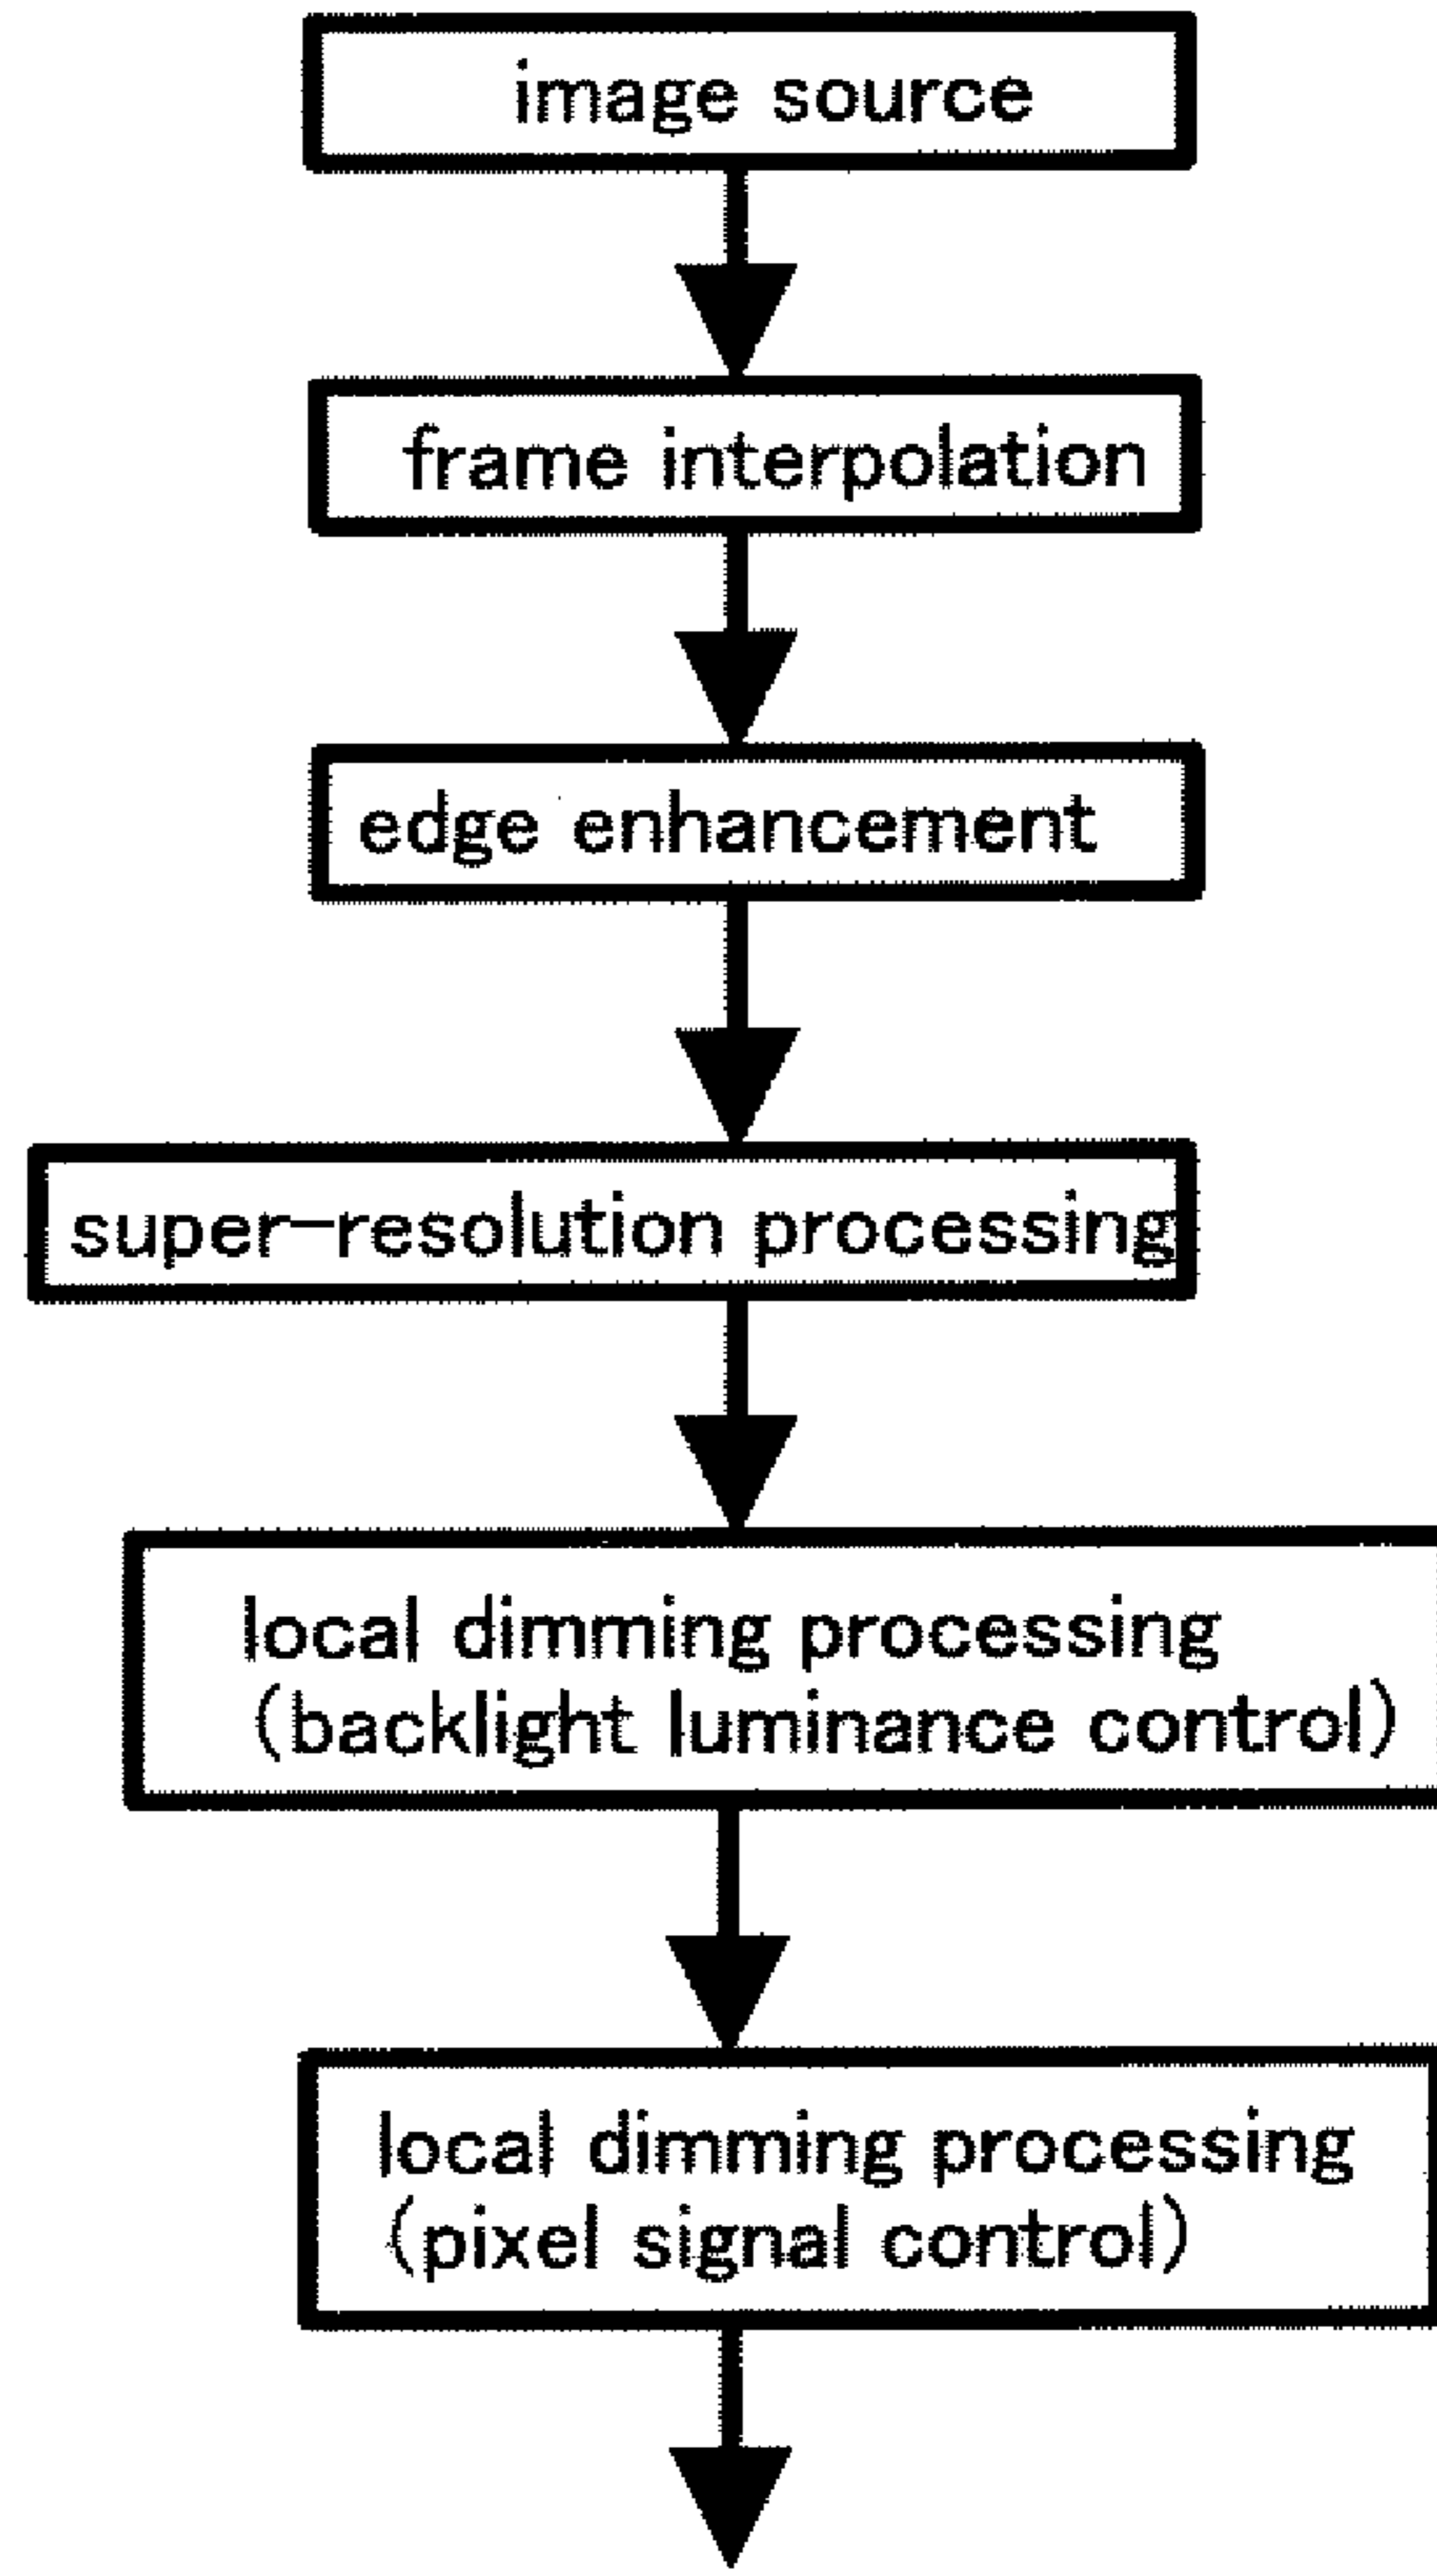 image source
frame interpolation
edge enhancement
super-resolution processing
local dimming processing
(backlight luminance control)
local dimming processing
(pixel signal control)